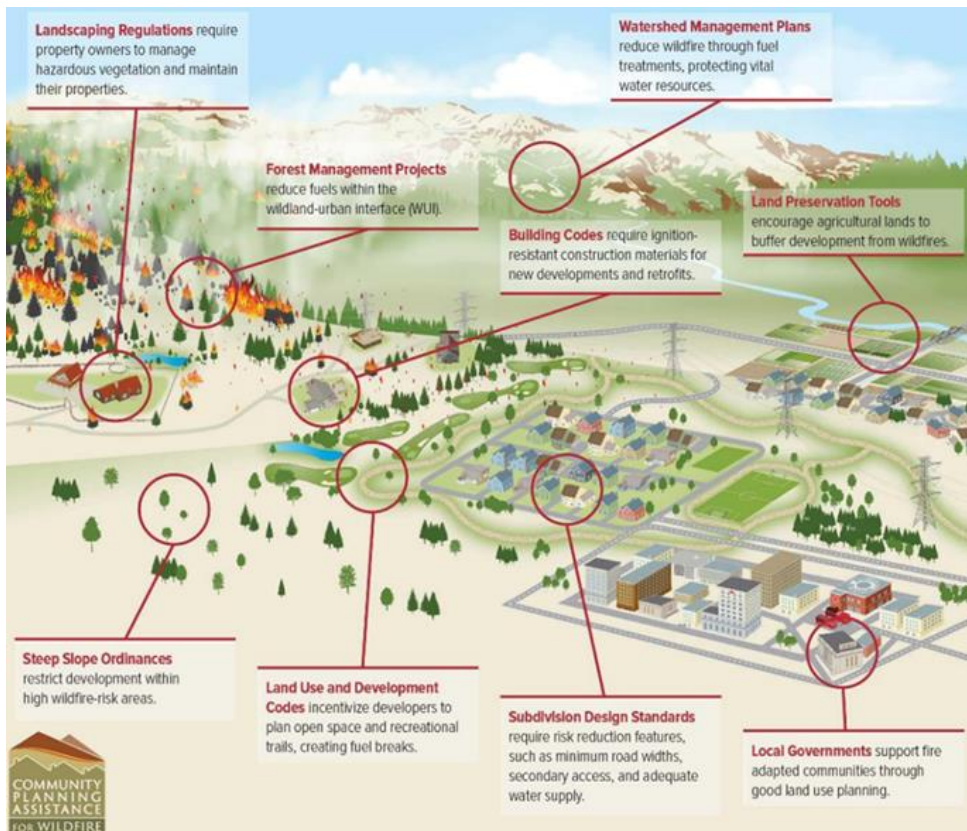 Landscaping Regulations require
property owners to manage
hazardous vegetation and maintain
their properties.
Watershed Management Plans
reduce wildfire through fuel
treatments, protecting vital
water resources.
Forest Management Projects
reduce fuels within the
wildland-urban interface (WUI).
Building Codes require ignition-
resistant construction materials for
new developments and retrofits.
Land Preservation Tools
encourage agricultural lands to
buffer development from wildfires.
Steep Slope Ordinances
restrict development within
high wildfire-risk areas.
Land Use and Development
Codes incentivize developers to
plan open space and recreational
trails, creating fuel breaks.
Subdivision Design Standards
require risk reduction features,
such as minimum road widths,
secondary access, and adequate
water supply.
Local Governments support fire
adapted communities through
good land use planning.
COMMUNITY
PLANNING
ASSISTANCE
FOR WILDFIRE